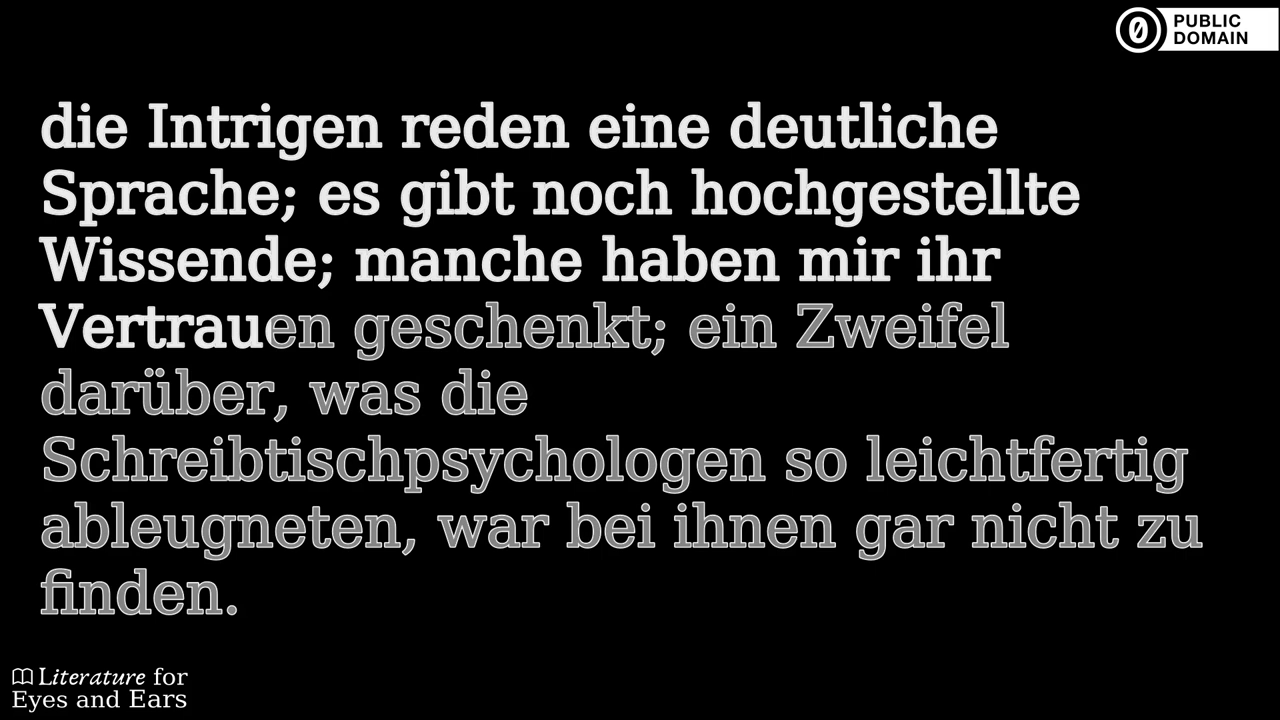 PUBLIC
DOMAIN
die Intrigen reden eine deutliche
Sprache; es gibt noch hochgestellte
Wissende; manche haben mir ihr
Vertrauen geschenkt; ein Zweifel
darüber, was die
Schreibtischpsychologen so leichtfertig
ableugneten, war bei ihnen gar nicht zu
finden.
Literature for
Eyes and Ears